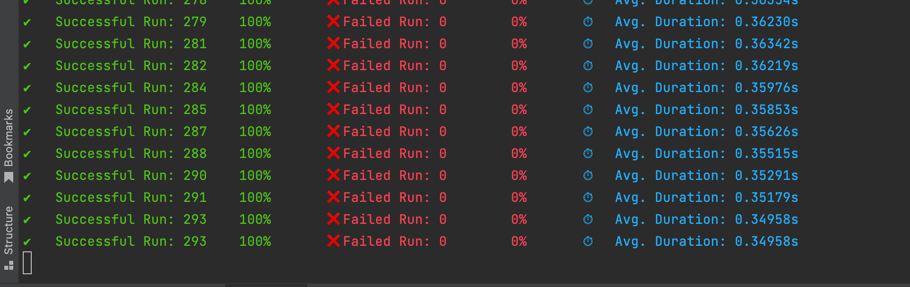 Successful Run: 278 100% ❌Failed Run: 0 0% ⏱ Avg. Duration: 0.36354s
✔ Successful Run: 279 100% ❌Failed Run: 0 0% ⏱ Avg. Duration: 0.36230s
✔ Successful Run: 281 100% ❌Failed Run: 0 0% ⏱ Avg. Duration: 0.36342s
✔ Successful Run: 282 100% ❌Failed Run: 0 0% ⏱ Avg. Duration: 0.36219s
✔ Successful Run: 284 100% ❌Failed Run: 0 0% ⏱ Avg. Duration: 0.35976s
✔ Successful Run: 285 100% ❌Failed Run: 0 0% ⏱ Avg. Duration: 0.35853s
✔ Successful Run: 287 100% ❌Failed Run: 0 0% ⏱ Avg. Duration: 0.35626s
✔ Successful Run: 288 100% ❌Failed Run: 0 0% ⏱ Avg. Duration: 0.35515s
✔ Successful Run: 290 100% ❌Failed Run: 0 0% ⏱ Avg. Duration: 0.35291s
✔ Successful Run: 291 100% ❌Failed Run: 0 0% ⏱ Avg. Duration: 0.35179s
✔ Successful Run: 293 100% ❌Failed Run: 0 0% ⏱ Avg. Duration: 0.34958s
✔ Successful Run: 293 100% ❌Failed Run: 0 0% ⏱ Avg. Duration: 0.34958s
Bookmarks
Structure